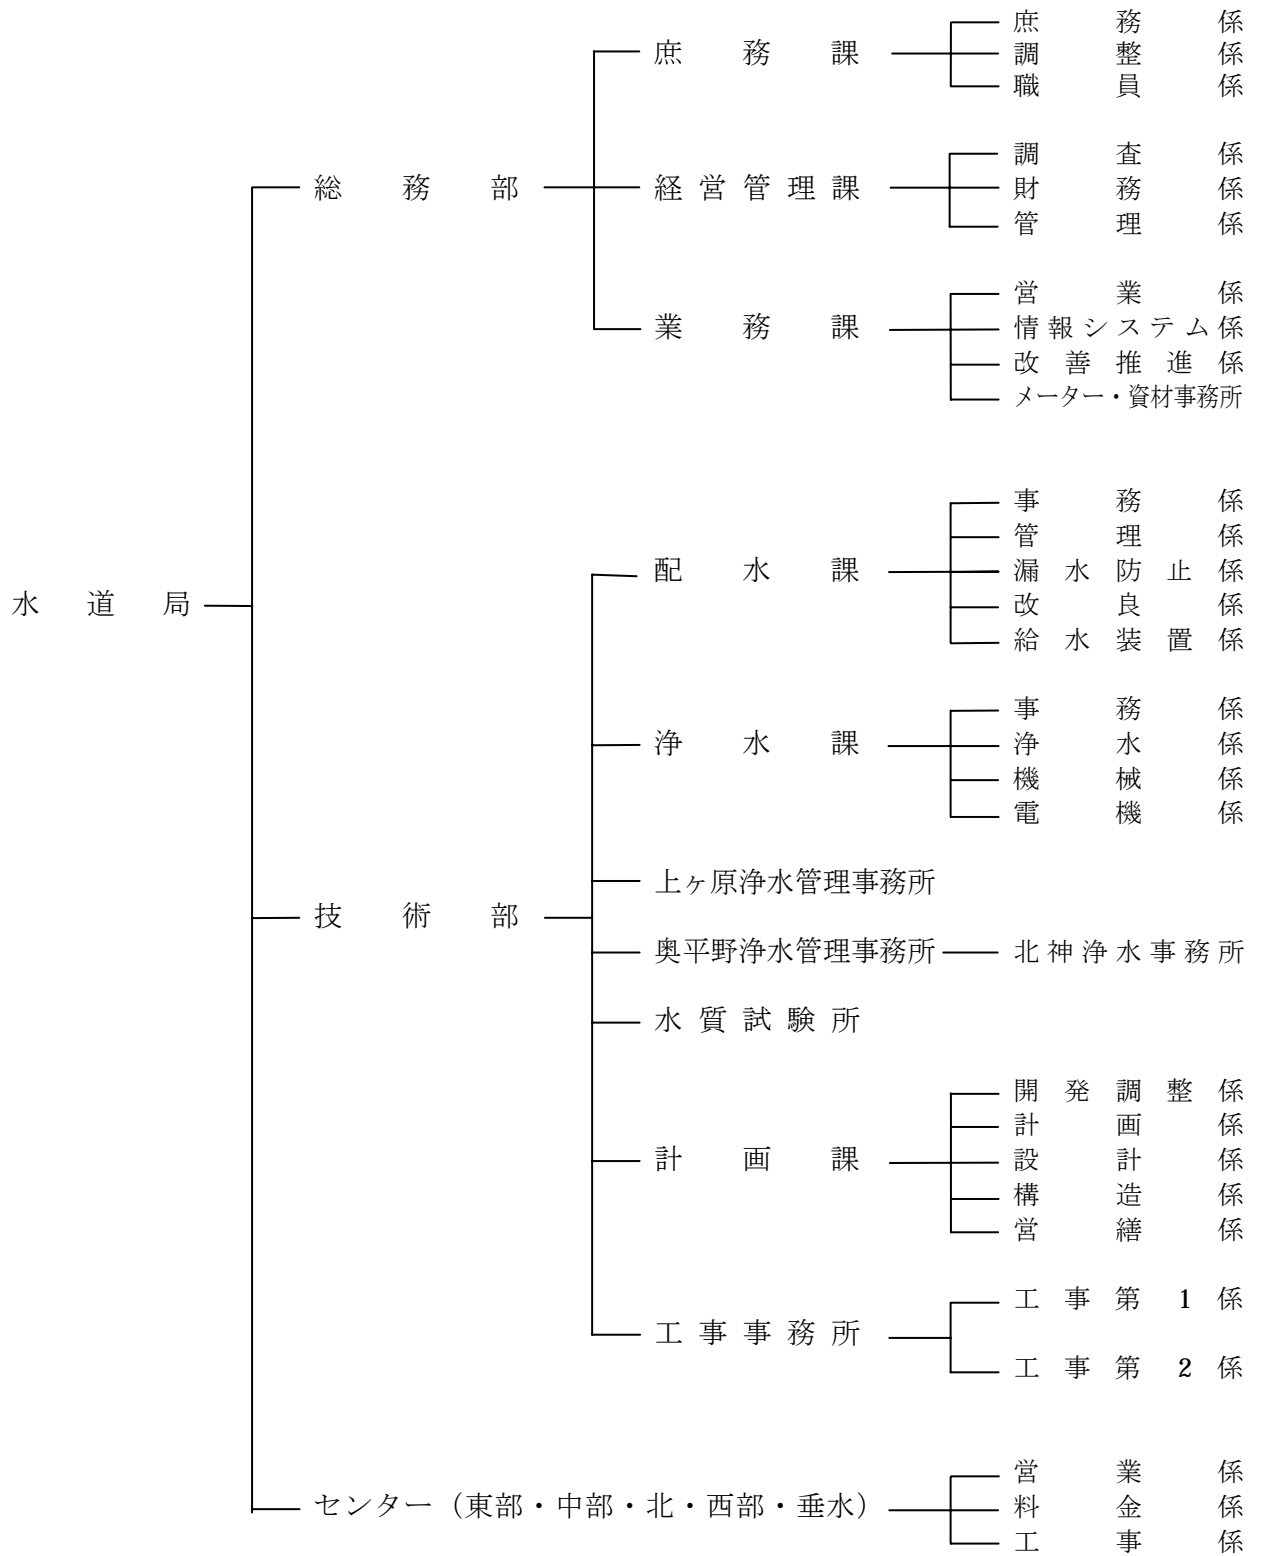 庶務係
庶務課
調整係
職員係
調査係
総務部
経営管理課
財務係
管理係
営業係
業務課
情報システム係
改善推進係
メーター・資材事務所
事務係
管理係
配水課
漏水防止係
水道局
改良係
給水装置係
事務係
浄水課
浄水係
機械係
電機係
上ヶ原浄水管理事務所
技術部
奥平野浄水管理事務所
北神浄水事務所
水質試験所
開発調整係
計画係
計画課
設計係
構造係
営繕係
工事第1係
工事事務所
工事第2係
営業係
センター（東部・中部・北・西部・垂水）
料金係
工事係